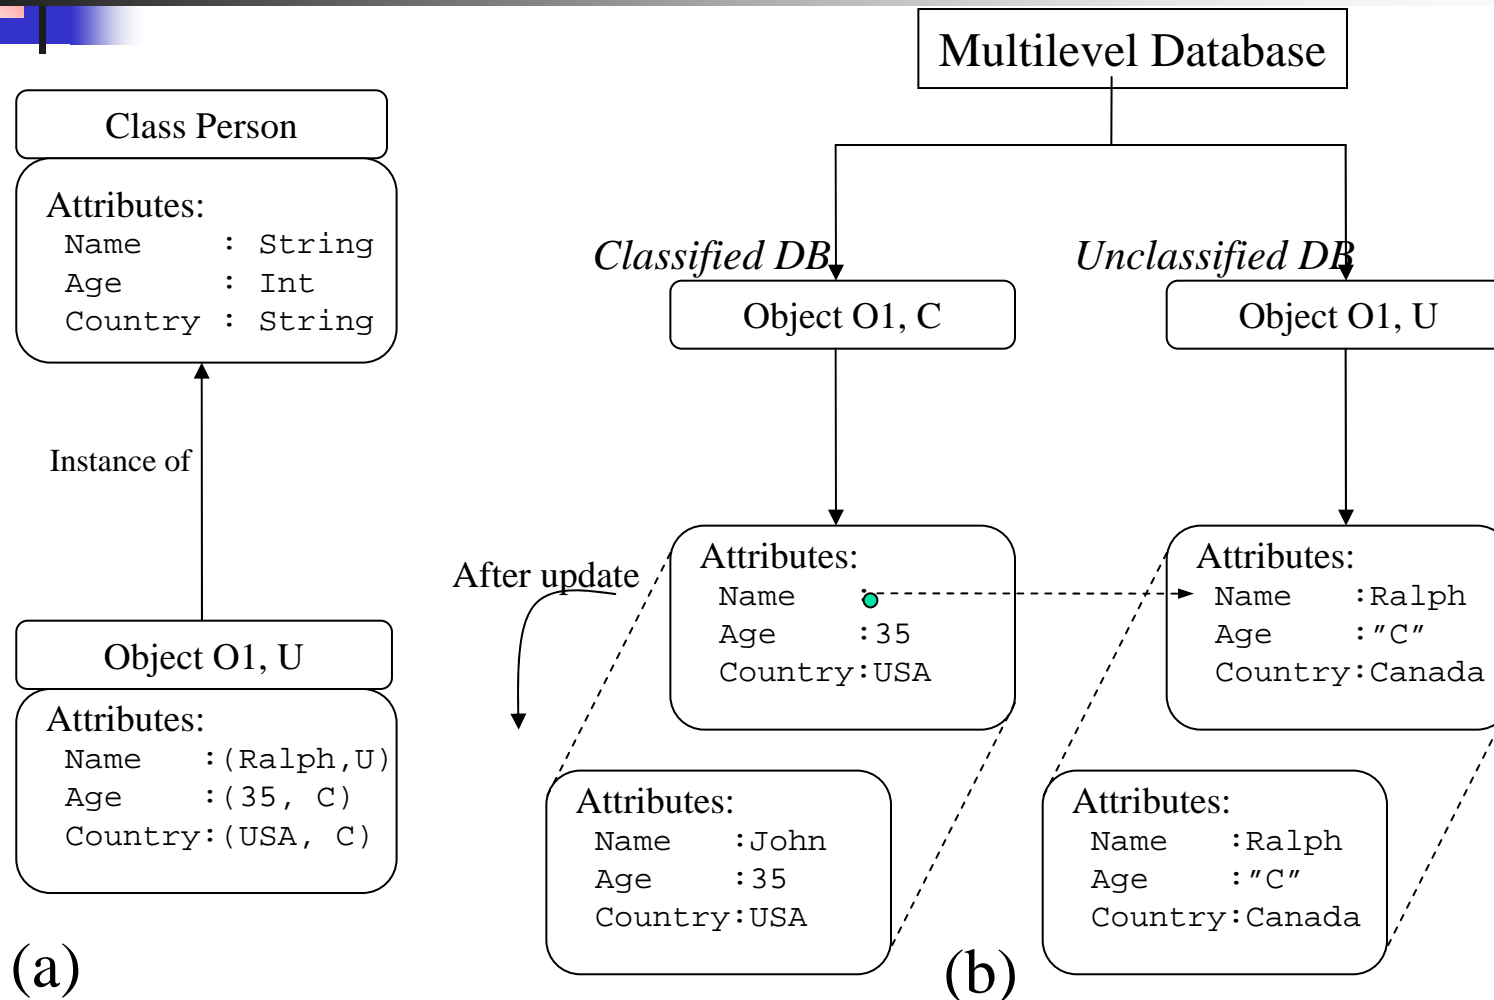 Multilevel Database
Class Person
Attributes:
Name : String
Age : Int
Country : String
Instance of
Object O1, U
Attributes:
Name :(Ralph,U)
Age :(35, C)
Country:(USA, C)
(a)
Classified DB
Unclassified DB
Object O1, C
Object O1, U
After update
Attributes:
Name :
Age :35
Country:USA
Attributes:
Name :Ralph
Age :"C"
Country:Canada
Attributes:
Name :John
Age :35
Country:USA
Attributes:
Name :Ralph
Age :"C"
Country:Canada
(b)